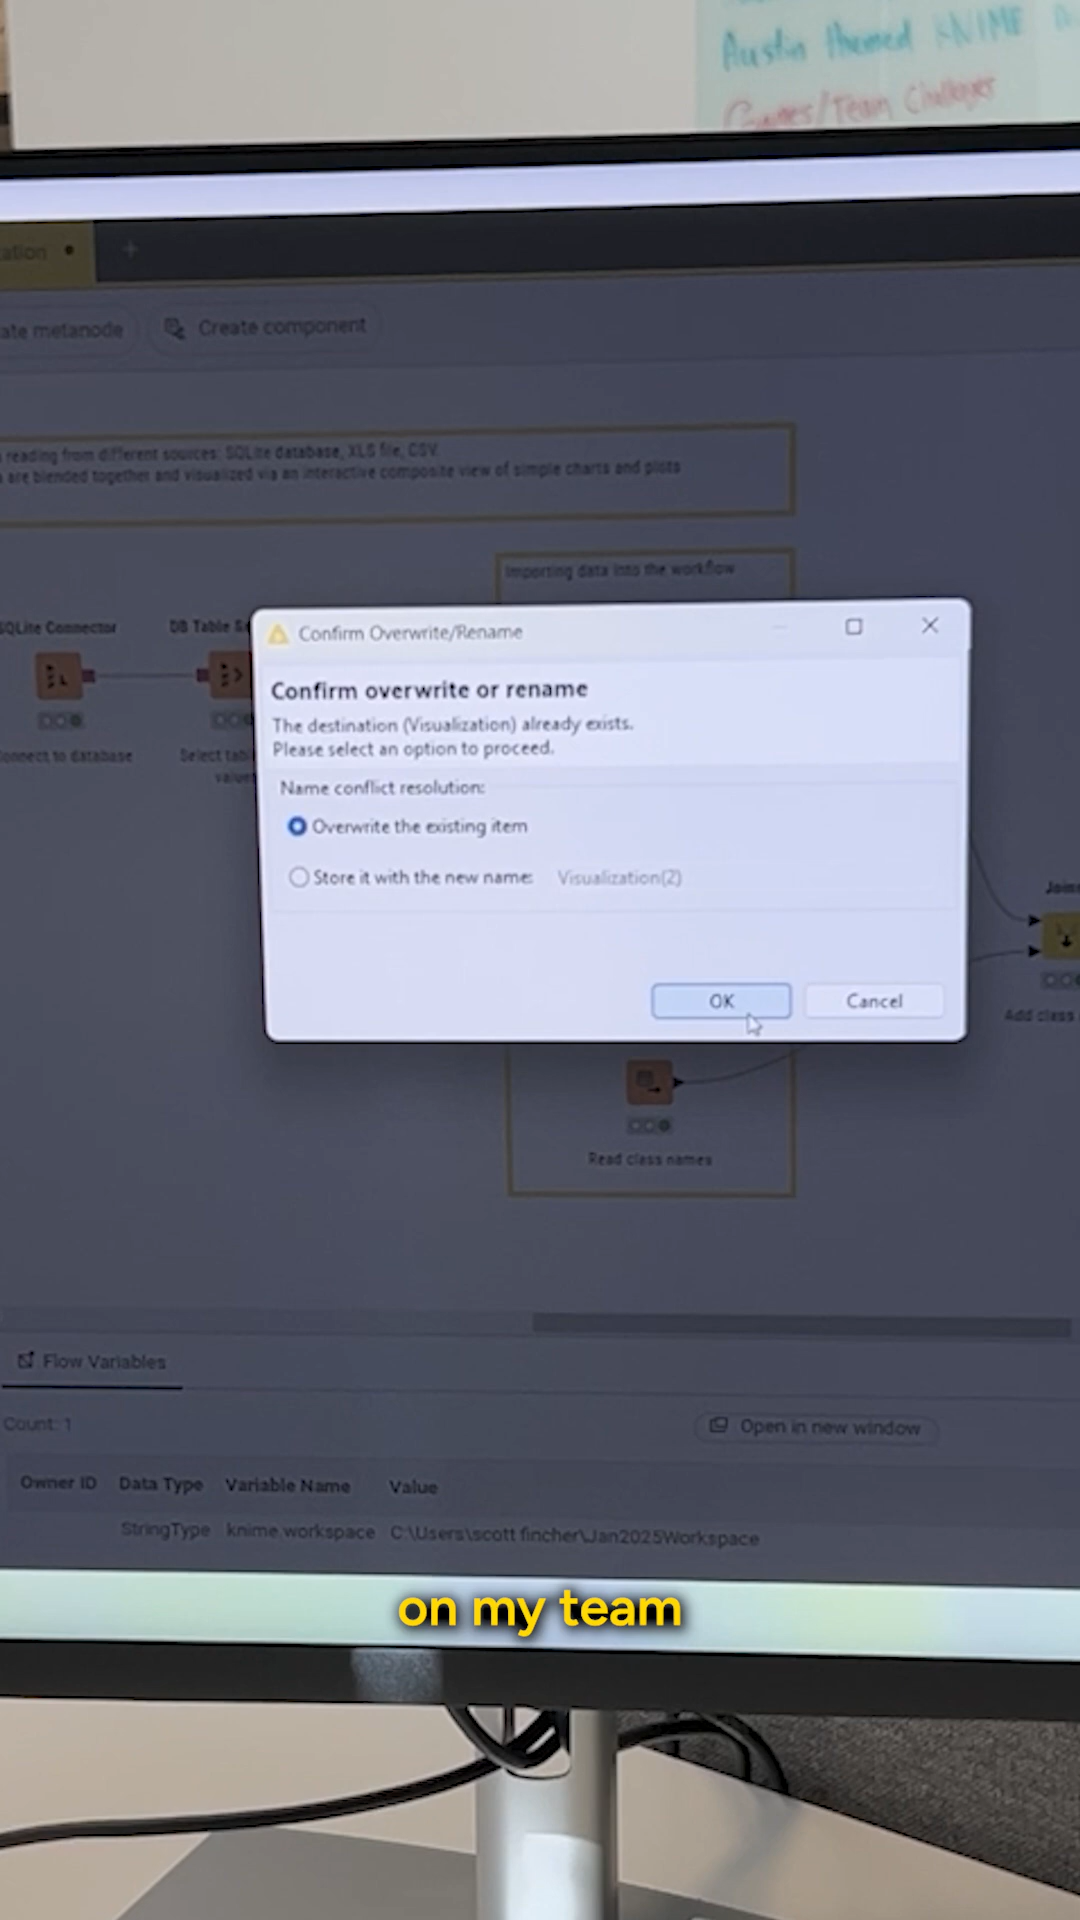 Austin themed KNIME
Games/Team Challenges
ation
+
ate metanode
Create component
reading from different sources: SQLite database, XLS file, CSV
are blended together and visualized via an interactive composite view of simple charts and plots
Importing data into the workflow
SQLite Connector
DB Table Se
onnect to database
Select tab
value
Confirm Overwrite/Rename
Confirm overwrite or rename
The destination (Visualization) already exists.
Please select an option to proceed.
Name conflict resolution:
Overwrite the existing item
Store it with the new name: Visualization(2)
OK
Cancel
Joine
Add class
Read class names
Flow Variables
Count: 1
Open in new window
Owner ID Data Type Variable Name Value
StringType knime.workspace C:\Users\scott.fincher\Jan2025Workspace
on my team